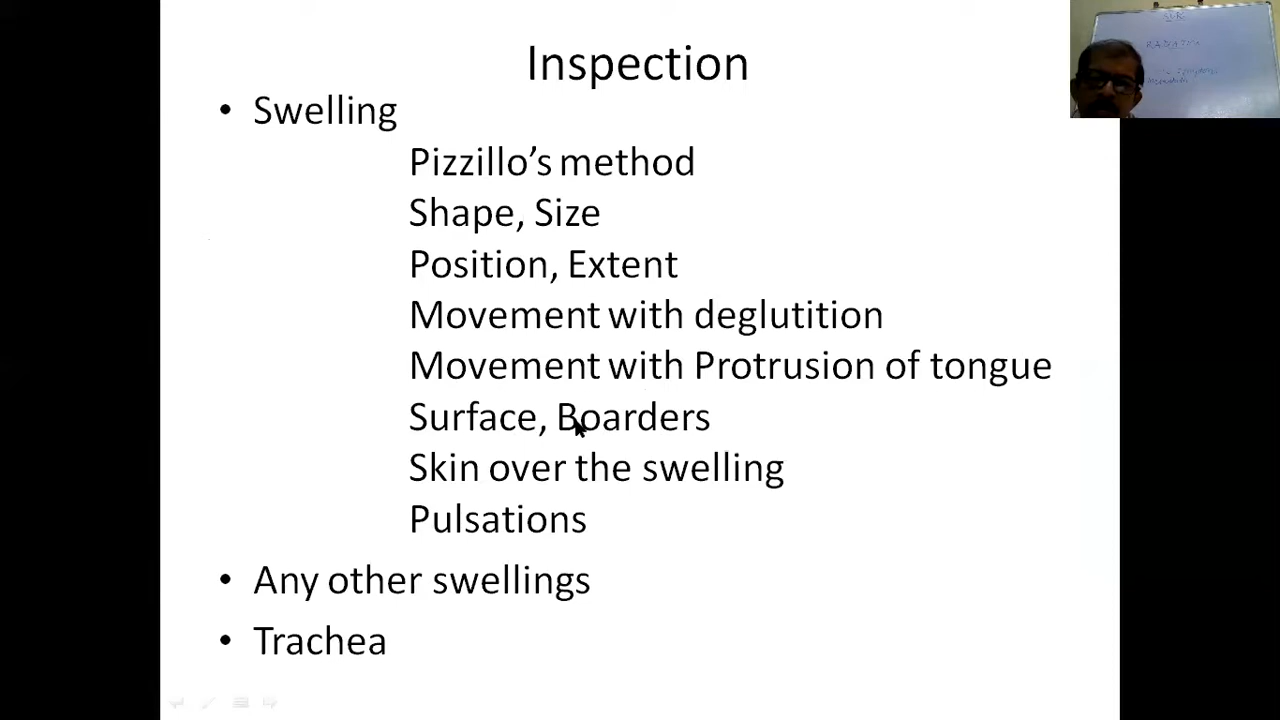 Inspection
• Swelling
Pizzillo’s method
Shape, Size
Position, Extent
Movement with deglutition
Movement with Protrusion of tongue
Surface, Boarders
Skin over the swelling
Pulsations
• Any other swellings
• Trachea